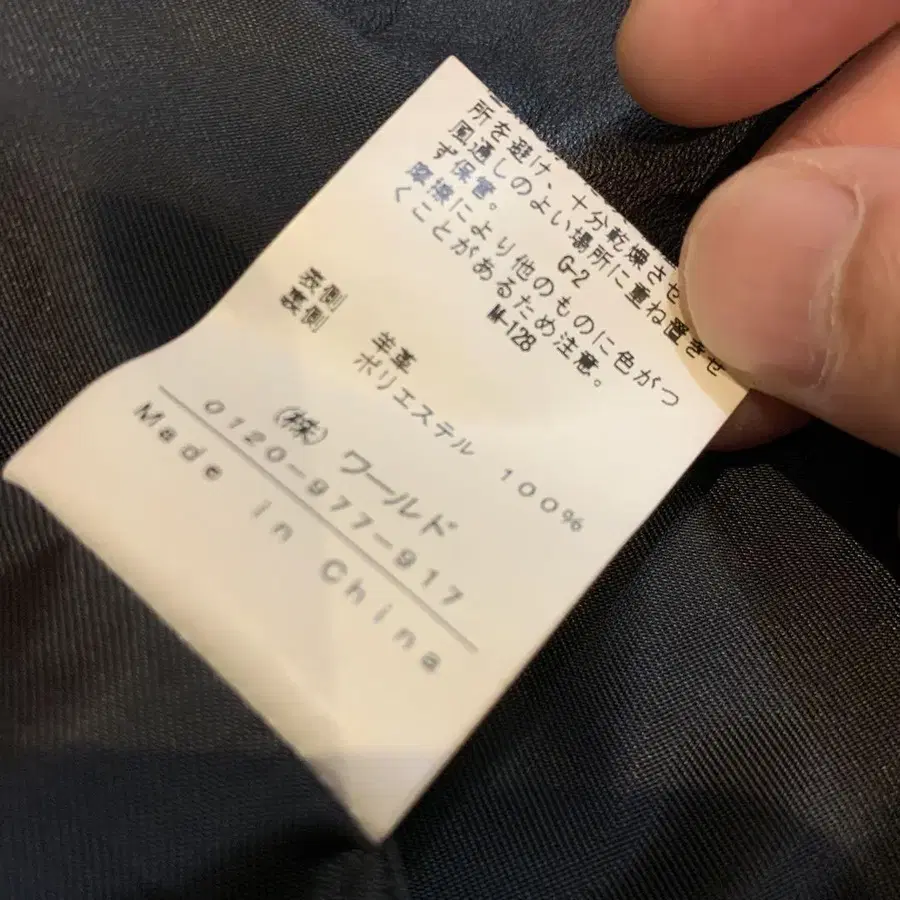 所を避け、十分乾燥させ
風通しのよい場所に重ね置きせ
ず保管。 G-2
摩擦により他のものに色がつ
くことがあるため注意。
M-128
表側 羊革
裏側 ポリエステル 100%
(株) ワールド
0120-977-917
Made in China